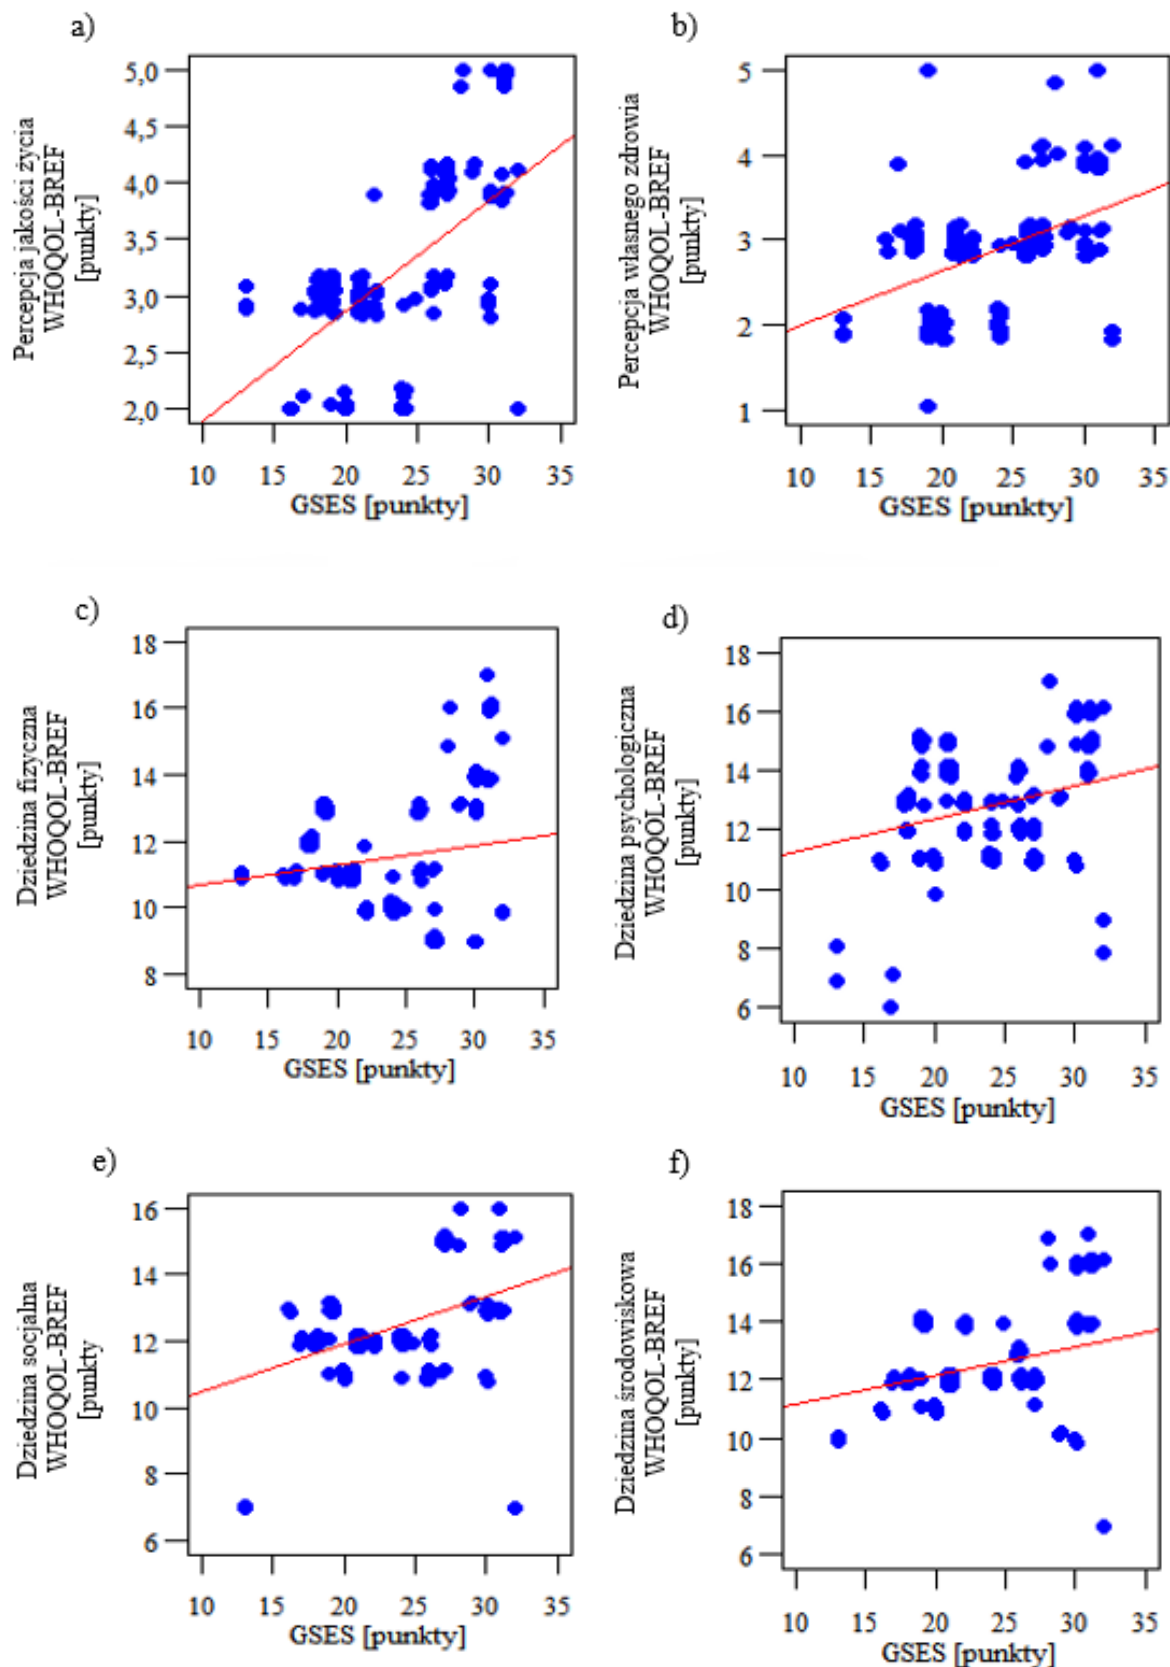 a)
Percepcja jakości życia
WHOQOL-BREF
[punkty]
5,0
4,5
4,0
3,5
3,0
2,5
2,0
10 15 20 25 30 35
GSES [punkty]
b)
Percepcja własnego zdrowia
WHOQOL-BREF
[punkty]
5
4
3
2
1
10 15 20 25 30 35
GSES [punkty]
c)
Dziedzina fizyczna
WHOQOL-BREF
[punkty
18
16
14
12
10
8
10 15 20 25 30 35
GSES [punkty]
d)
Dziedzina psychologiczna
WHOQOL-BREF
[punkty]
18
16
14
12
10
8
6
10 15 20 25 30 35
GSES [punkty]
e)
Dziedzina socjalna
WHOQOL-BREF
[punkty
16
14
12
10
8
6
10 15 20 25 30 35
GSES [punkty]
f)
Dziedzina środowiskowa
WHOQOL-BREF
[punkty]
18
16
14
12
10
8
6
10 15 20 25 30 35
GSES [punkty]